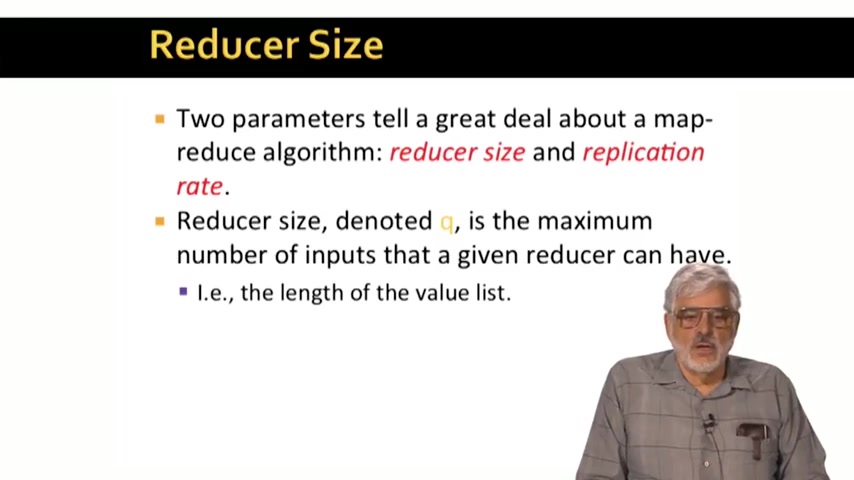 Reducer Size
▪ Two parameters tell a great deal about a map-
reduce algorithm: reducer size and replication
rate.
▪ Reducer size, denoted q, is the maximum
number of inputs that a given reducer can have.
▪ I.e., the length of the value list.